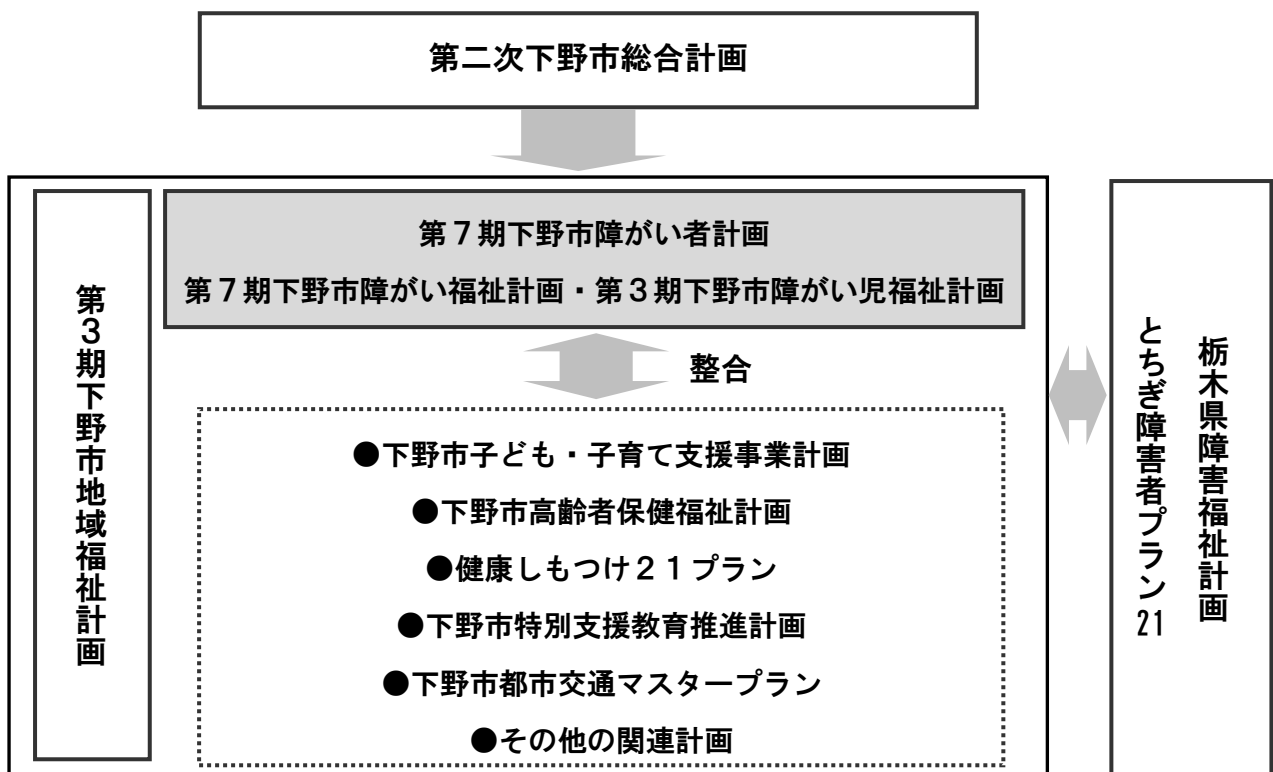 第二次下野市総合計画
第３期下野市地域福祉計画
第７期下野市障がい者計画
第７期下野市障がい福祉計画・第３期下野市障がい児福祉計画
整合
●下野市子ども・子育て支援事業計画
●下野市高齢者保健福祉計画
●健康しもつけ２１プラン
●下野市特別支援教育推進計画
●下野市都市交通マスタープラン
●その他の関連計画
栃木県障害福祉計画
とちぎ障害者プラン21